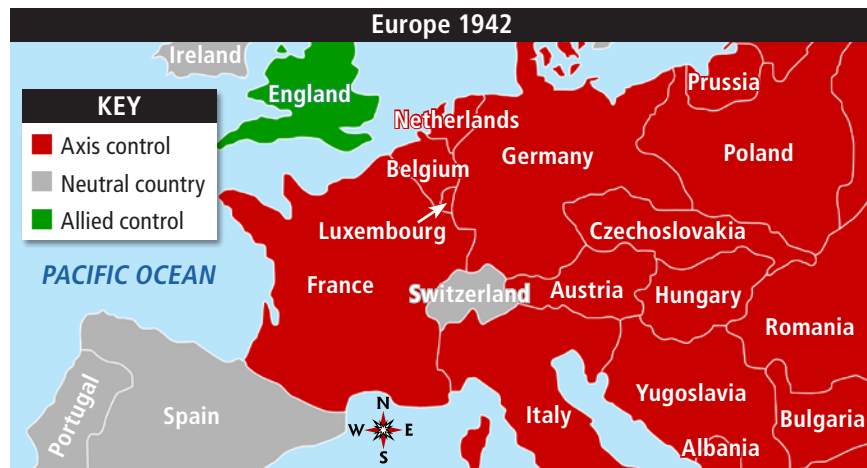 Europe 1942
Ireland
England
KEY
Axis control
Neutral country
Allied control
Netherlands
Belgium
Luxembourg
Germany
Prussia
Poland
Czechoslovakia
PACIFIC OCEAN
France
Switzerland
Austria
Hungary
Romania
Portugal
Spain
N
W
E
S
Italy
Yugoslavia
Albania
Bulgaria